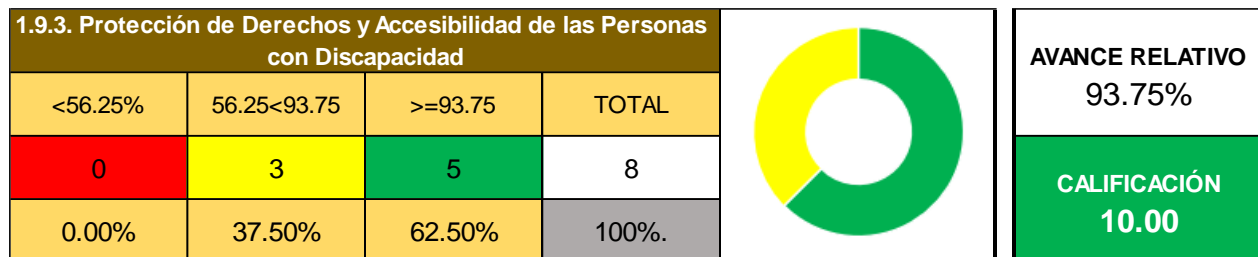 1.9.3. Protección de Derechos y Accesibilidad de las Personas
con Discapacidad
<56.25% 56.25<93.75 >=93.75 TOTAL
0 3 5 8
0.00% 37.50% 62.50% 100%.
AVANCE RELATIVO
93.75%
CALIFICACIÓN
10.00